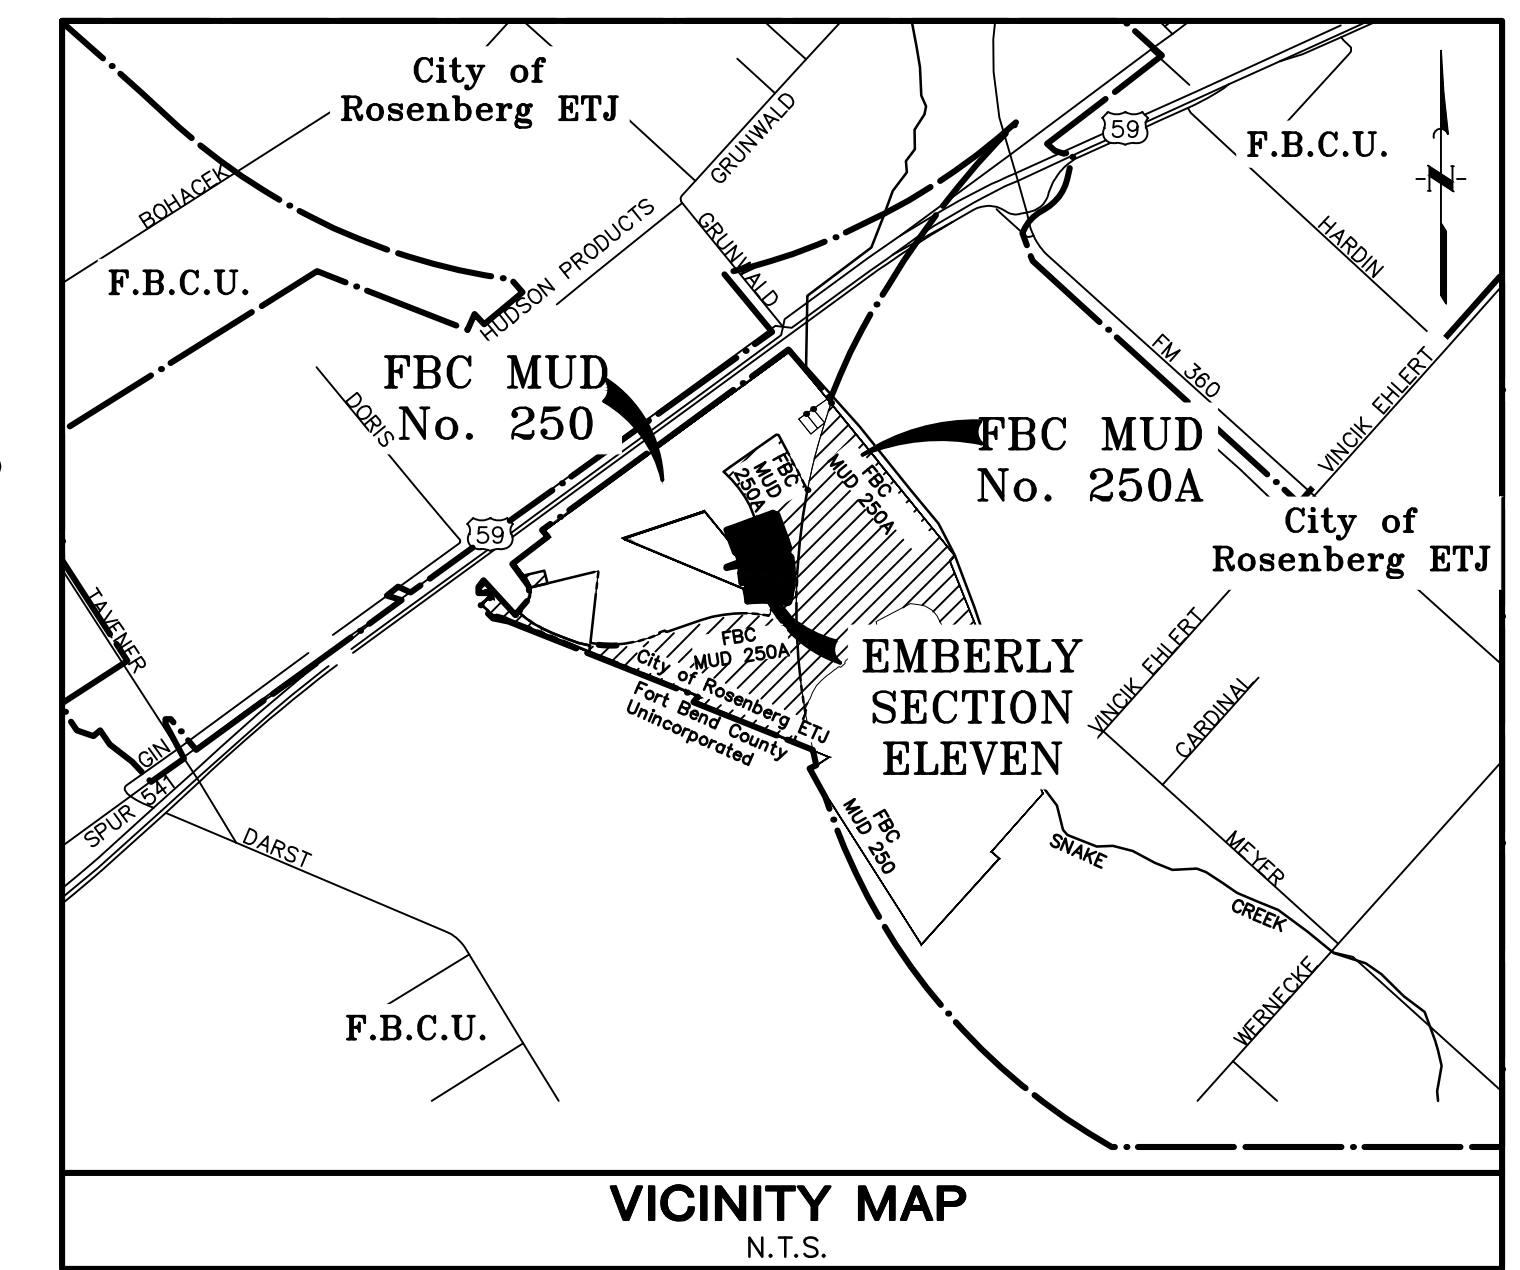 City of
Rosenberg ETJ
GRUNWALD
59
F.B.C.U.
N
BOHACEK
HUDSON PRODUCTS
GRUNWALD
HARDIN
F.B.C.U.
FM 360
VINCIK EHLERT
FBC MUD
No. 250
DORIS
FBC MUD
No. 250A
FBC
MUD
250A
FBC
MUD 250A
59
City of
Rosenberg ETJ
TAVENER
FBC
MUD 250A
City of Rosenberg ETJ
Fort Bend County
Unincorporated
EMBERLY
SECTION
ELEVEN
VINCIK EHLERT
CARDINAL
GIN
SPUR 541
DARST
FBC
MUD 250
SNAKE
CREEK
MEYER
WERNECKE
F.B.C.U.
VICINITY MAP
N.T.S.